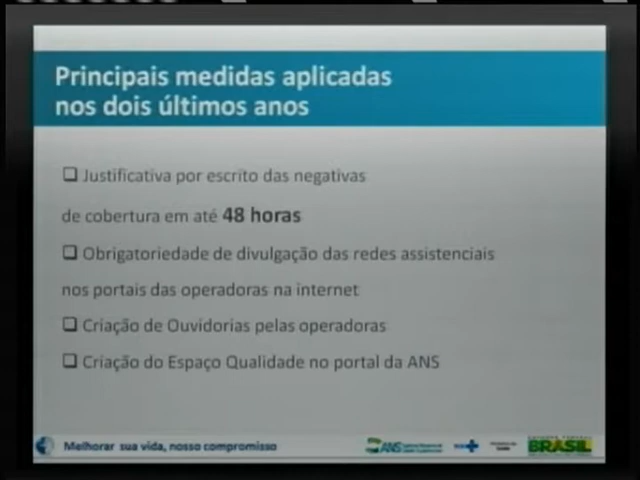 Principais medidas aplicadas
nos dois últimos anos
❑ Justificativa por escrito das negativas
de cobertura em até 48 horas
❑ Obrigatoriedade de divulgação das redes assistenciais
nos portais das operadoras na internet
❑ Criação de Ouvidorias pelas operadoras
❑ Criação do Espaço Qualidade no portal da ANS
Melhorar sua vida, nosso compromisso
ANS
SUS
BRASIL